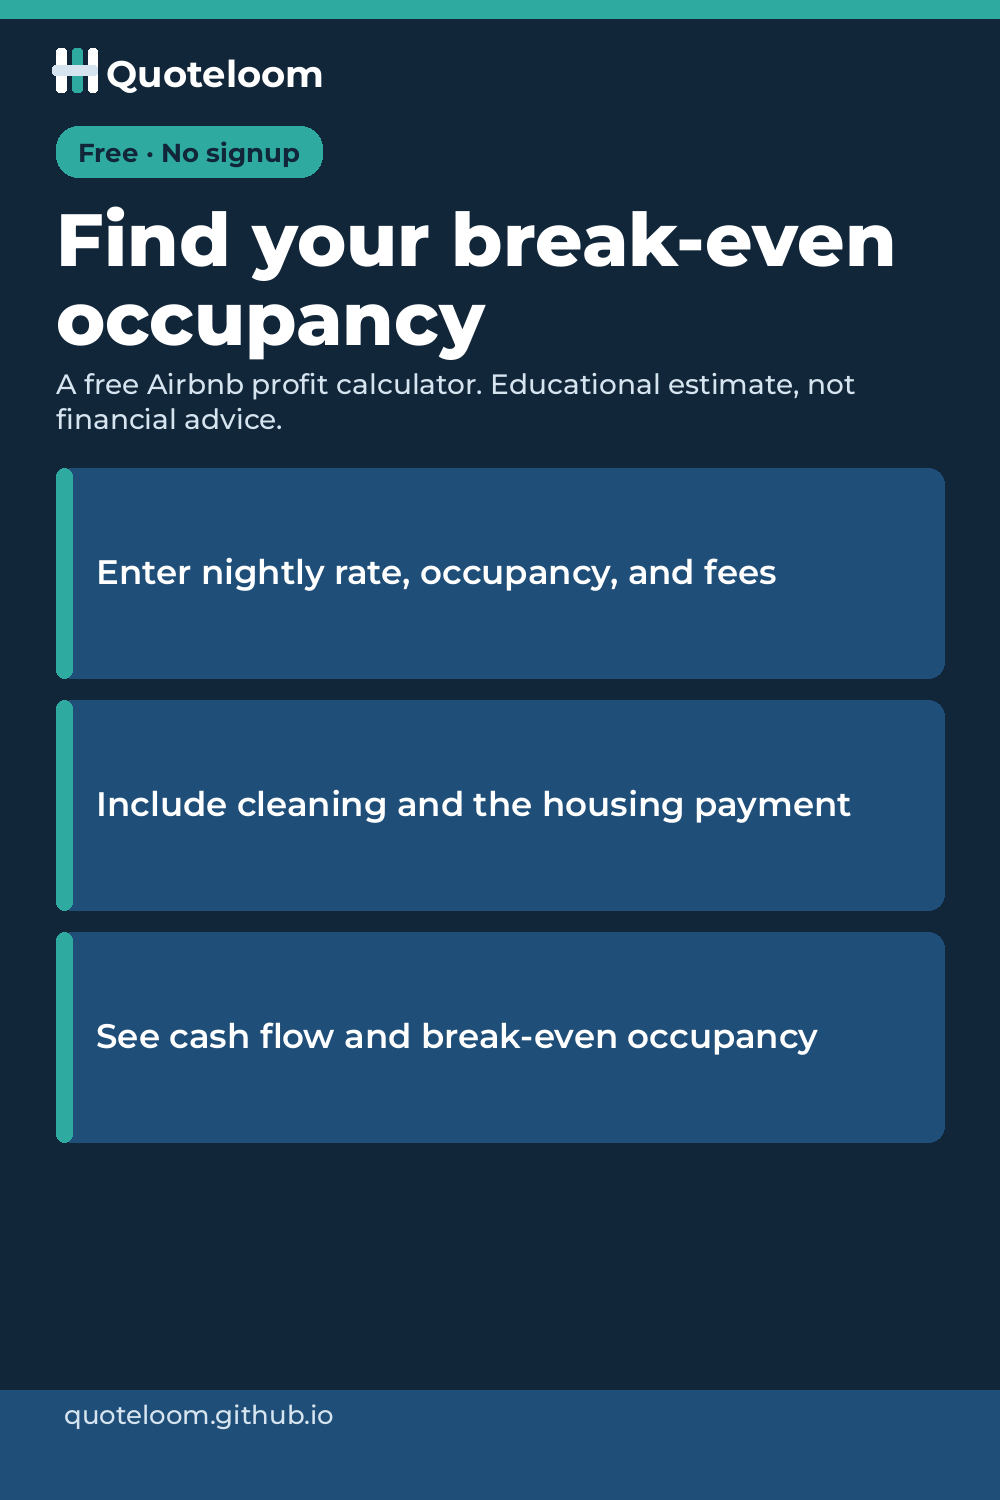 Quoteloom
Free · No signup
Find your break-even
occupancy
A free Airbnb profit calculator. Educational estimate, not
financial advice.
Enter nightly rate, occupancy, and fees
Include cleaning and the housing payment
See cash flow and break-even occupancy
quoteloom.github.io